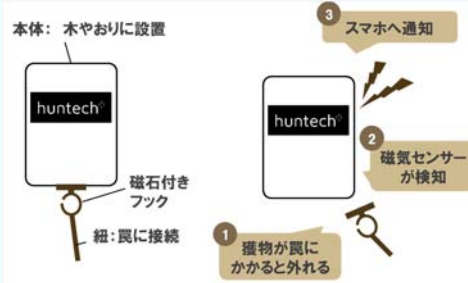 本体： 木やおりに設置
huntech
磁石付き
フック
紐：罠に接続
3
スマホへ通知
huntech
2
磁気センサー
が検知
1
獲物が罠に
かかると外れる